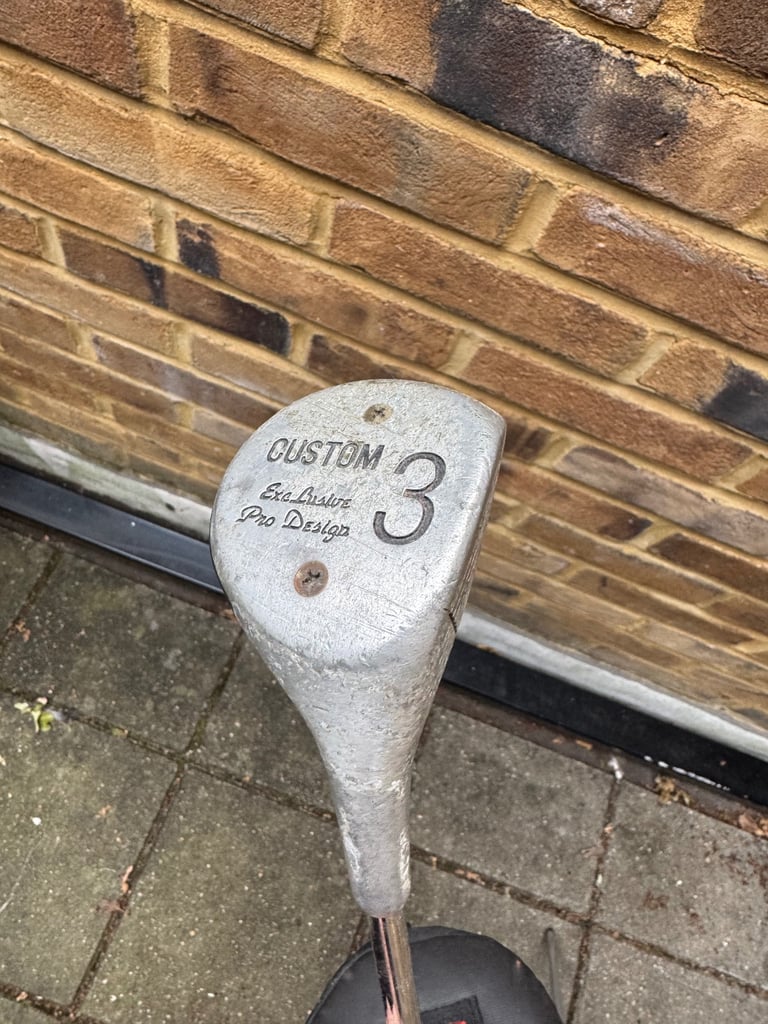 CUSTOM
3
Exclusive
Pro Design